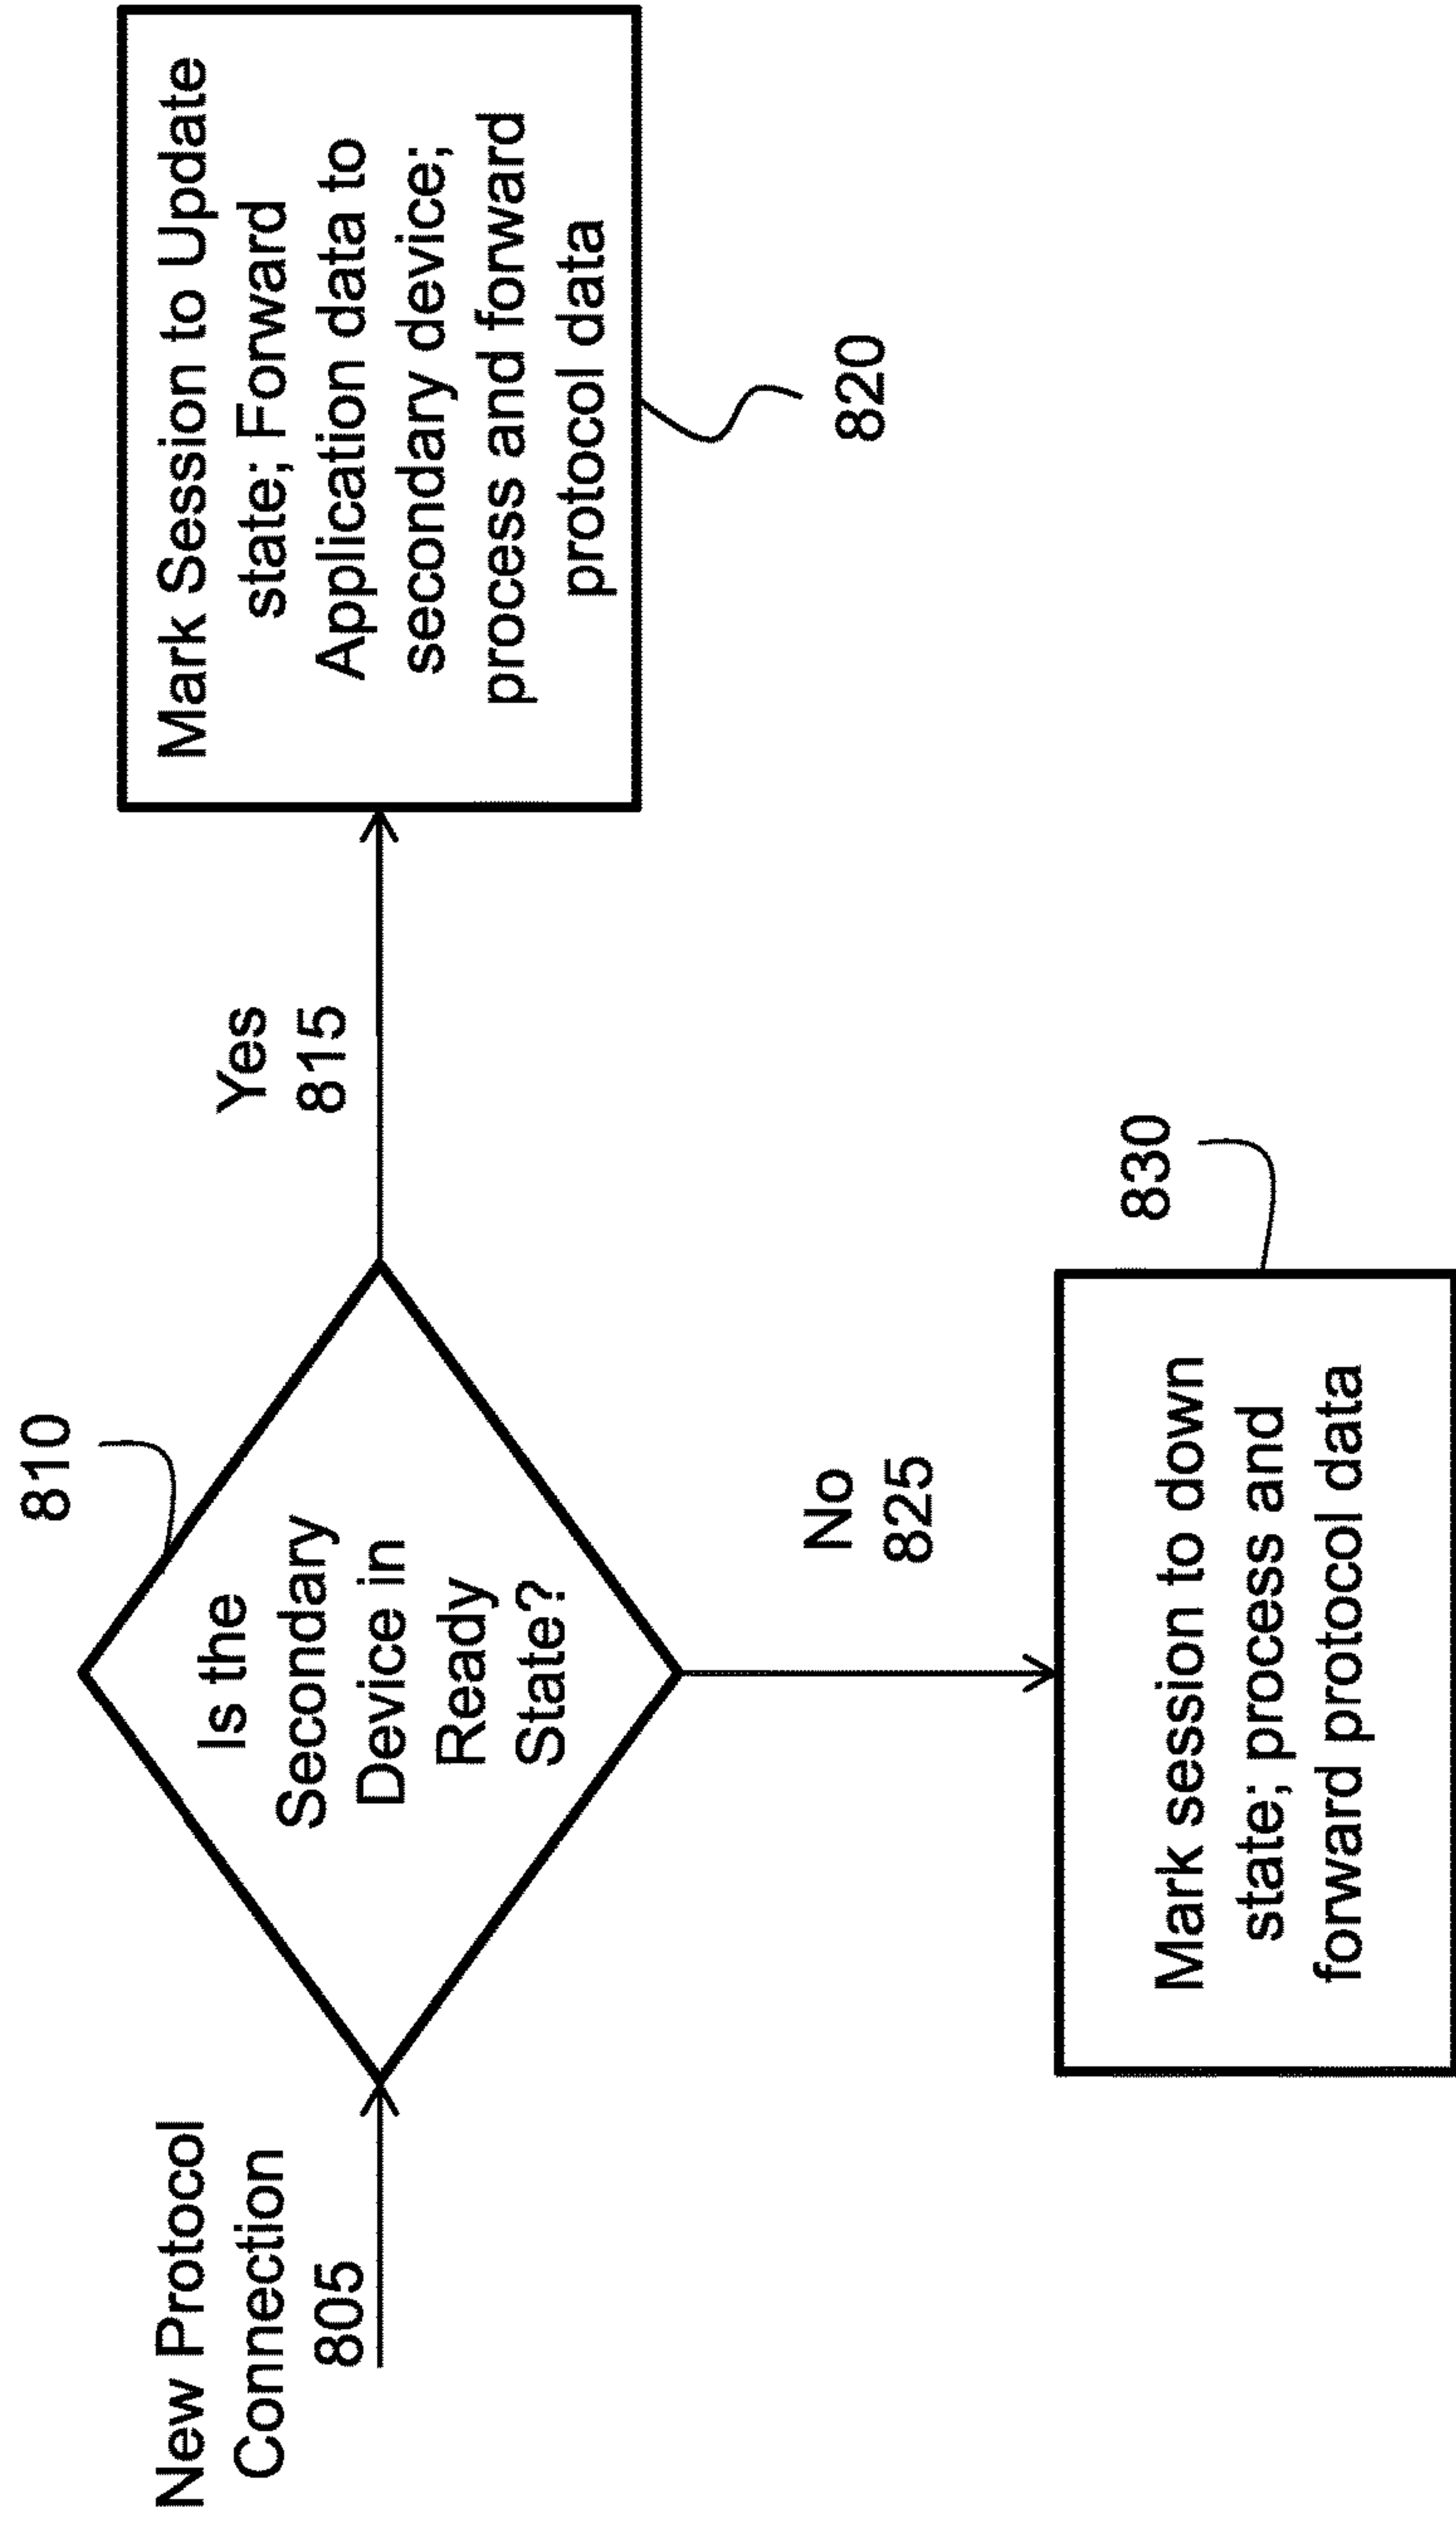 New Protocol
Connection
805
810
Is the
Secondary
Device in
Ready
State?
Yes
815
Mark Session to Update
state; Forward
Application data to
secondary device;
process and forward
protocol data
820
No
825
830
Mark session to down
state; process and
forward protocol data